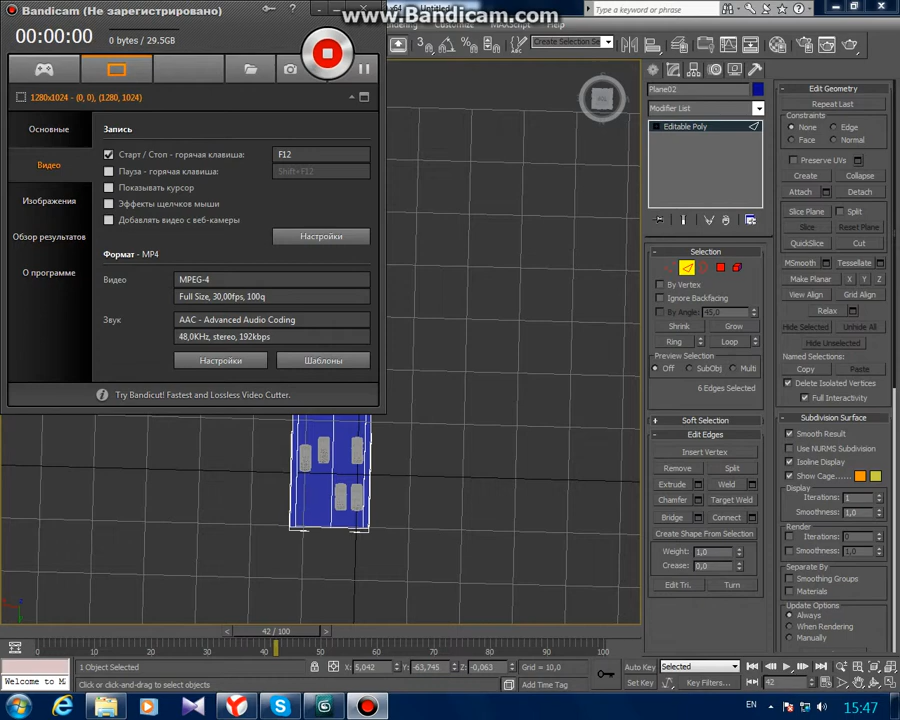 Bandicam (Не зарегистрировано)
www.Bandicam.com
Untitled
Type a keyword or phrase
Customize
MAXScript
00:00:00
0 bytes / 29.5GB
Create Selection Se
1280x1024 - (0, 0), (1280, 1024)
Основные
Видео
Изображения
Обзор результатов
О программе
Запись
Старт / Стоп - горячая клавиша:
F12
Пауза - горячая клавиша:
Shift+F12
Показывать курсор
Эффекты щелчков мыши
Добавлять видео с веб-камеры
Настройки
Формат - MP4
Видео
MPEG-4
Full Size, 30,00fps, 100q
Звук
AAC - Advanced Audio Coding
48,0KHz, stereo, 192kbps
Настройки
Шаблоны
Try Bandicut! Fastest and Lossless Video Cutter.
Plane02
Modifier List
Editable Poly
Selection
By Vertex
Ignore Backfacing
By Angle:
45,0
Shrink
Grow
Ring
Loop
Preview Selection
Off
SubObj
Multi
6 Edges Selected
Soft Selection
Edit Edges
Insert Vertex
Remove
Split
Extrude
Weld
Chamfer
Target Weld
Bridge
Connect
Create Shape From Selection
Weight:
1,0
Crease:
0,0
Edit Tri.
Turn
Edit Geometry
Repeat Last
Constraints
None
Edge
Face
Normal
Preserve UVs
Create
Collapse
Attach
Detach
Slice Plane
Split
Slice
Reset Plane
QuickSlice
Cut
MSmooth
Tessellate
Make Planar
X
Y
Z
View Align
Grid Align
Relax
Hide Selected
Unhide All
Hide Unselected
Named Selections:
Copy
Paste
Delete Isolated Vertices
Full Interactivity
Subdivision Surface
Smooth Result
Use NURMS Subdivision
Isoline Display
Show Cage......
Display
Iterations:
1
Smoothness:
1,0
Render
Iterations:
0
Smoothness:
1,0
Separate By
Smoothing Groups
Materials
Update Options
Always
When Rendering
Manually
42 / 100
0
10
20
30
40
50
60
70
80
90
100
1 Object Selected
X:
5,042
Y:
-63,745
Z:
-0,063
Grid = 10,0
Auto Key
Selected
Welcome to M
Click or click-and-drag to select objects
Add Time Tag
Set Key
Key Filters...
42
EN
15:47